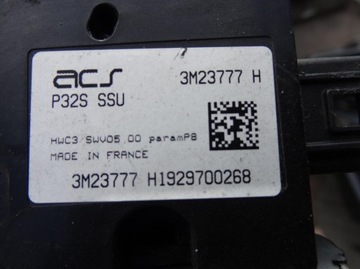 acs
3M23777 H
P32S SSU
HWC3/SWV05.00 paramP8
MADE IN FRANCE
3M23777 H1929700268